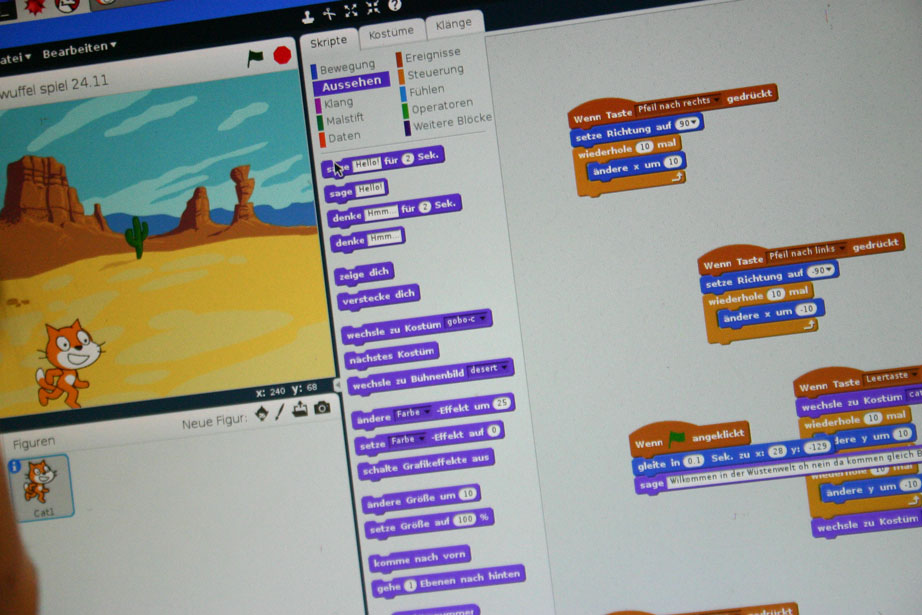 Bearbeiten
wuffel spiel 24.11
x: 240 y: 68
Neue Figur:
Figuren
Cat1
Skripte
Kostüme
Klänge
Bewegung
Aussehen
Klang
Malstift
Daten
Ereignisse
Steuerung
Fühlen
Operatoren
Weitere Blöcke
Hello! für 2 Sek.
sage Hello!
denke Hmm... für 2 Sek.
denke Hmm...
zeige dich
verstecke dich
wechsle zu Kostüm gobo-c
nächstes Kostüm
wechsle zu Bühnenbild desert
ändere Farbe -Effekt um 25
setze Farbe -Effekt auf 0
schalte Grafikeffekte aus
ändere Größe um 10
setze Größe auf 100 %
komme nach vorn
gehe 1 Ebenen nach hinten
Wenn Taste Pfeil nach rechts gedrückt
setze Richtung auf 90
wiederhole 10 mal
ändere x um 10
Wenn Taste Pfeil nach links gedrückt
setze Richtung auf -90
wiederhole 10 mal
ändere x um -10
Wenn angeklickt
gleite in 0.1 Sek. zu x: 28 y: -129
sage Willkommen in der Wüstenwelt oh nein da kommen gleich
Wenn Taste Leertaste
wechsle zu Kostüm
wiederhole 10 mal
y um 10
wiederhole 10 mal
ändere y um -10
wechsle zu Kostüm
gedrückt